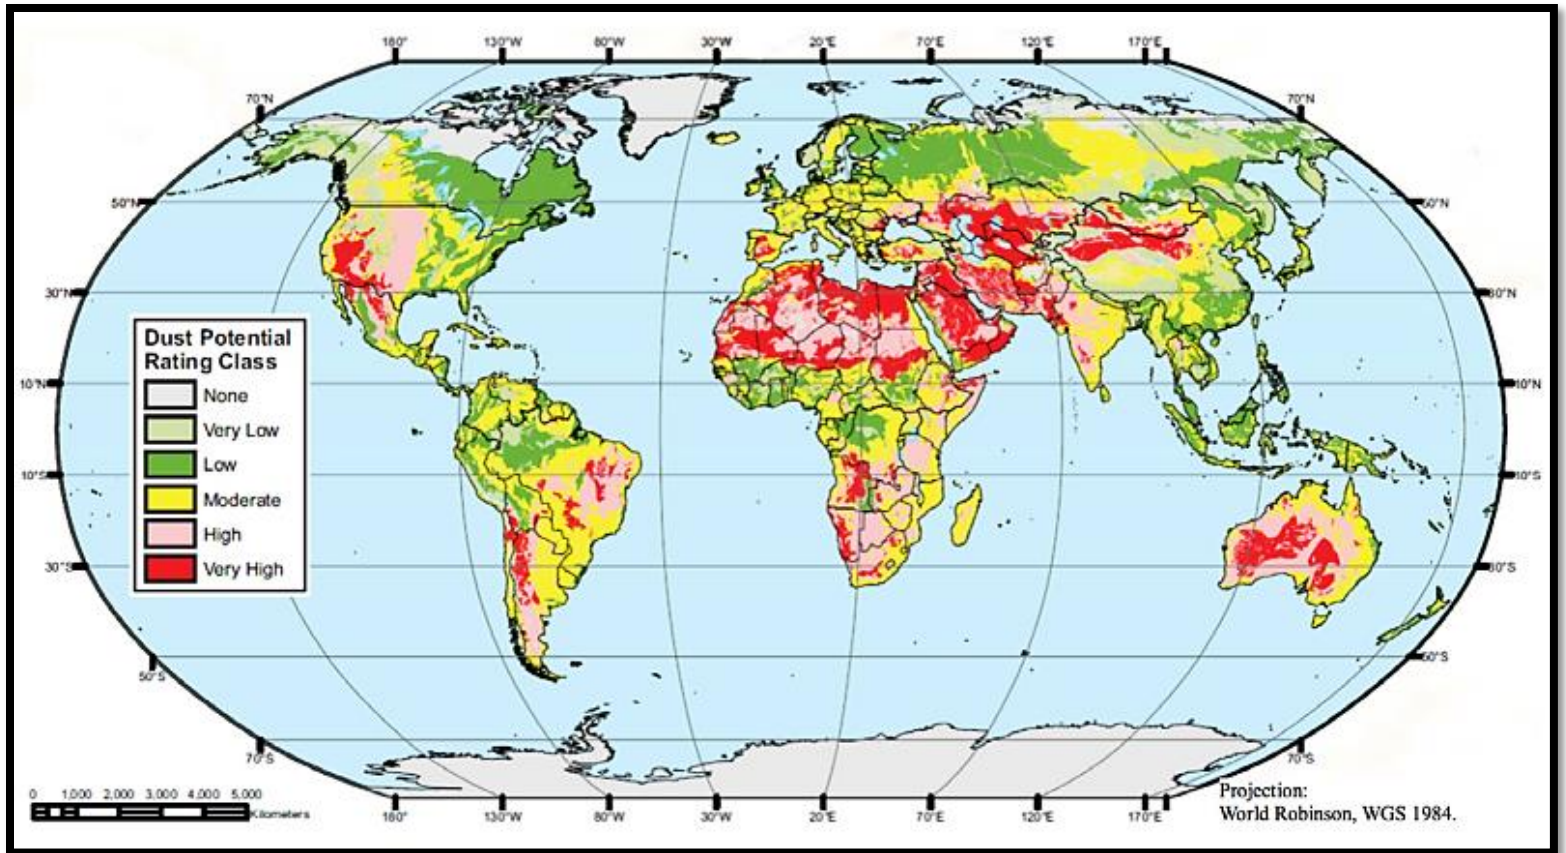 180° 130°W 80°W 30°W 20°E 70°E 120°E 170°E
70°N 70°N
50°N 50°N
30°N 30°N
10°N 10°N
10°S 10°S
30°S 30°S
50°S 50°S
70°S 70°S
Dust Potential
Rating Class
None
Very Low
Low
Moderate
High
Very High
0 1,000 2,000 3,000 4,000 5,000
Kilometers
160° 130°W 80°W 30°W 20°E 70°E 120°E 170°E
Projection:
World Robinson, WGS 1984.